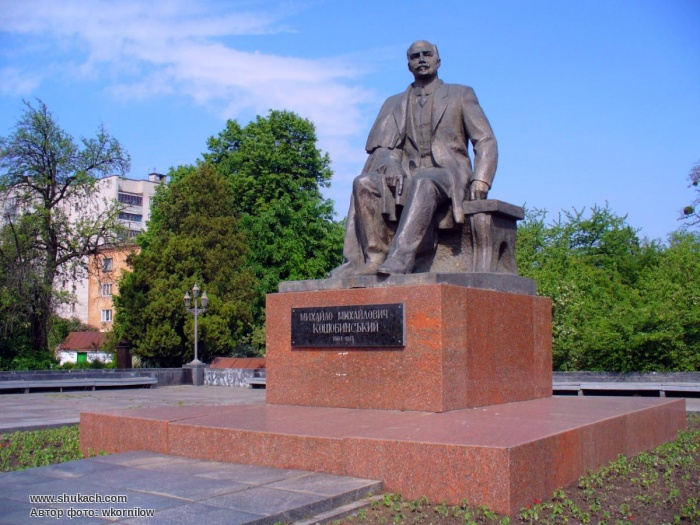 МИХАЙЛО МИХАЙЛОВИЧ
КОЦЮБИНСЬКИЙ
www.shukach.com
Автор фото: wkornilow